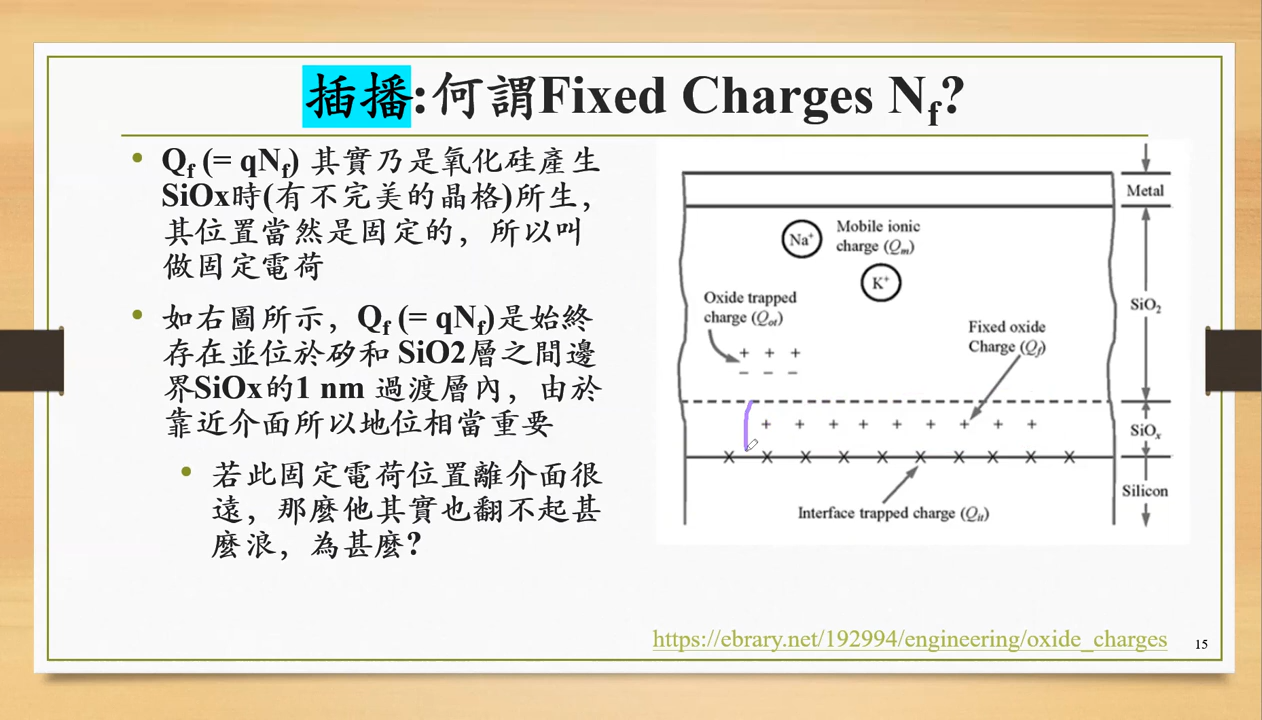 插播:何謂Fixed Charges Nf?
• Qf (= qNf) 其實乃是氧化硅產生
SiOx時(有不完美的晶格)所生,
其位置當然是固定的, 所以叫
做固定電荷
• 如右圖所示, Qf (= qNf)是始終
存在並位於矽和 SiO2層之間邊
界SiOx的1 nm 過渡層內, 由於
靠近介面所以地位相當重要
• 若此固定電荷位置離介面很
遠, 那麼他其實也翻不起甚
麼浪, 為甚麼?
Metal
Na+
Mobile ionic
charge (Qm)
K+
Oxide trapped
charge (Qot)
SiO2
Fixed oxide
Charge (Qf)
+ + +
− − −
+ + + + + + + + +
SiOx
x x x x x x x x x x
Silicon
Interface trapped charge (Qit)
https://ebrary.net/192994/engineering/oxide_charges
15